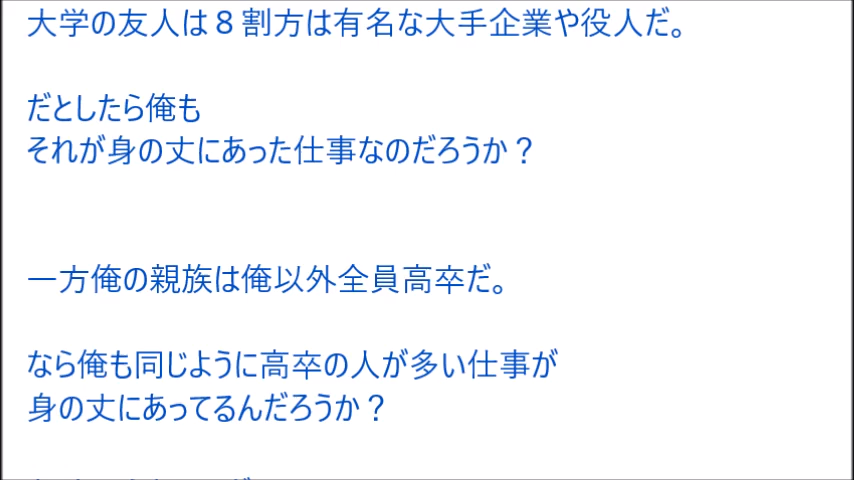 大学の友人は８割方は有名な大手企業や役人だ。
だとしたら俺も
それが身の丈にあった仕事なのだろうか？
一方俺の親族は俺以外全員高卒だ。
なら俺も同じように高卒の人が多い仕事が
身の丈にあってるんだろうか？